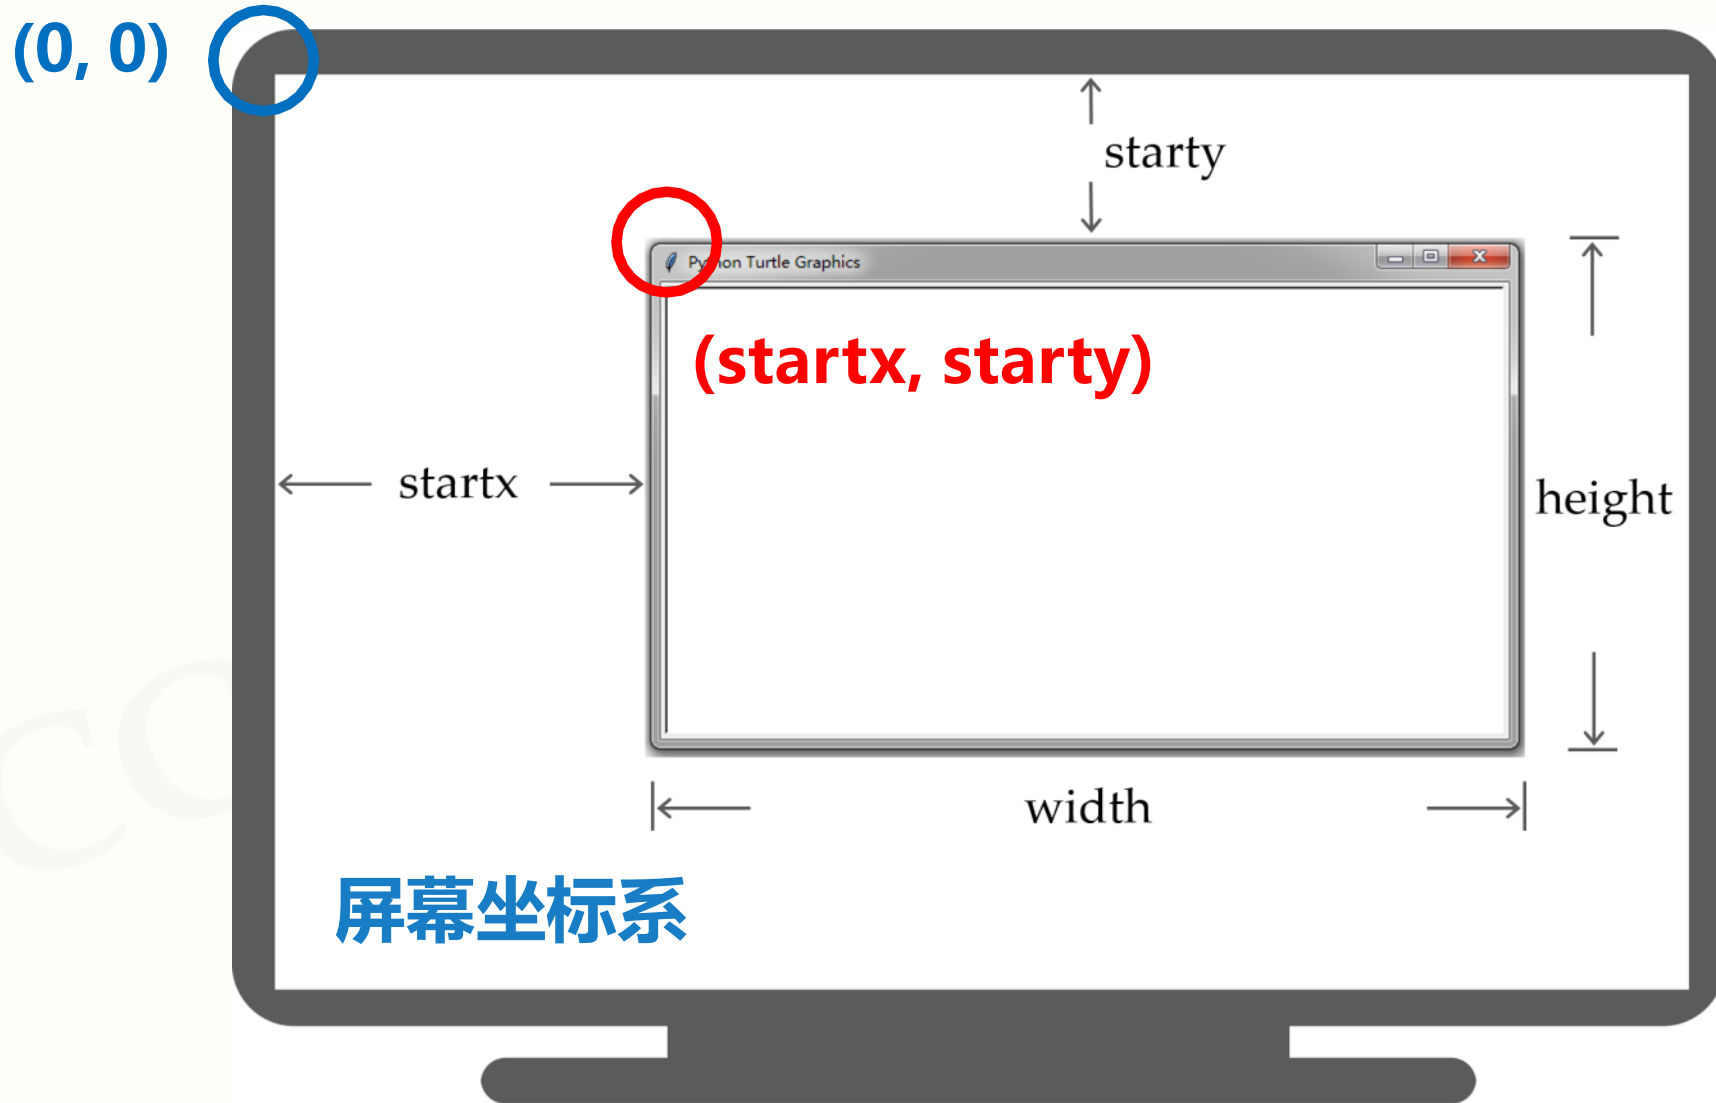 (0, 0)
starty
Python Turtle Graphics
(startx, starty)
startx
height
width
屏幕坐标系